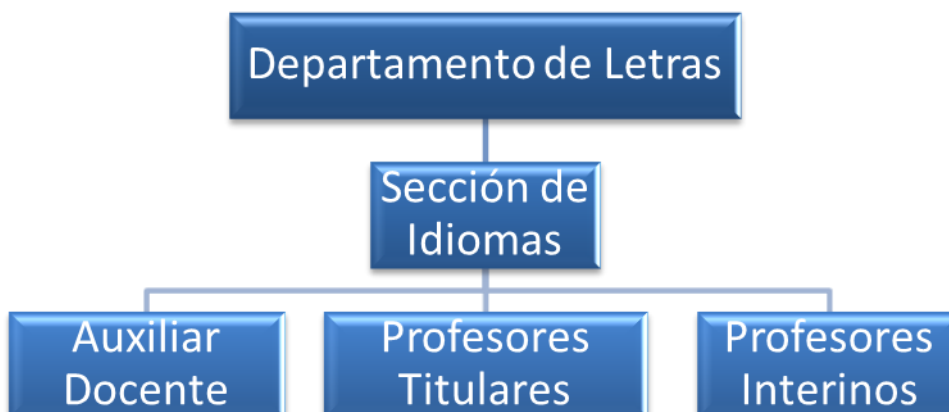 Departamento de Letras
Sección de
Idiomas
Auxiliar
Docente
Profesores
Titulares
Profesores
Interinos